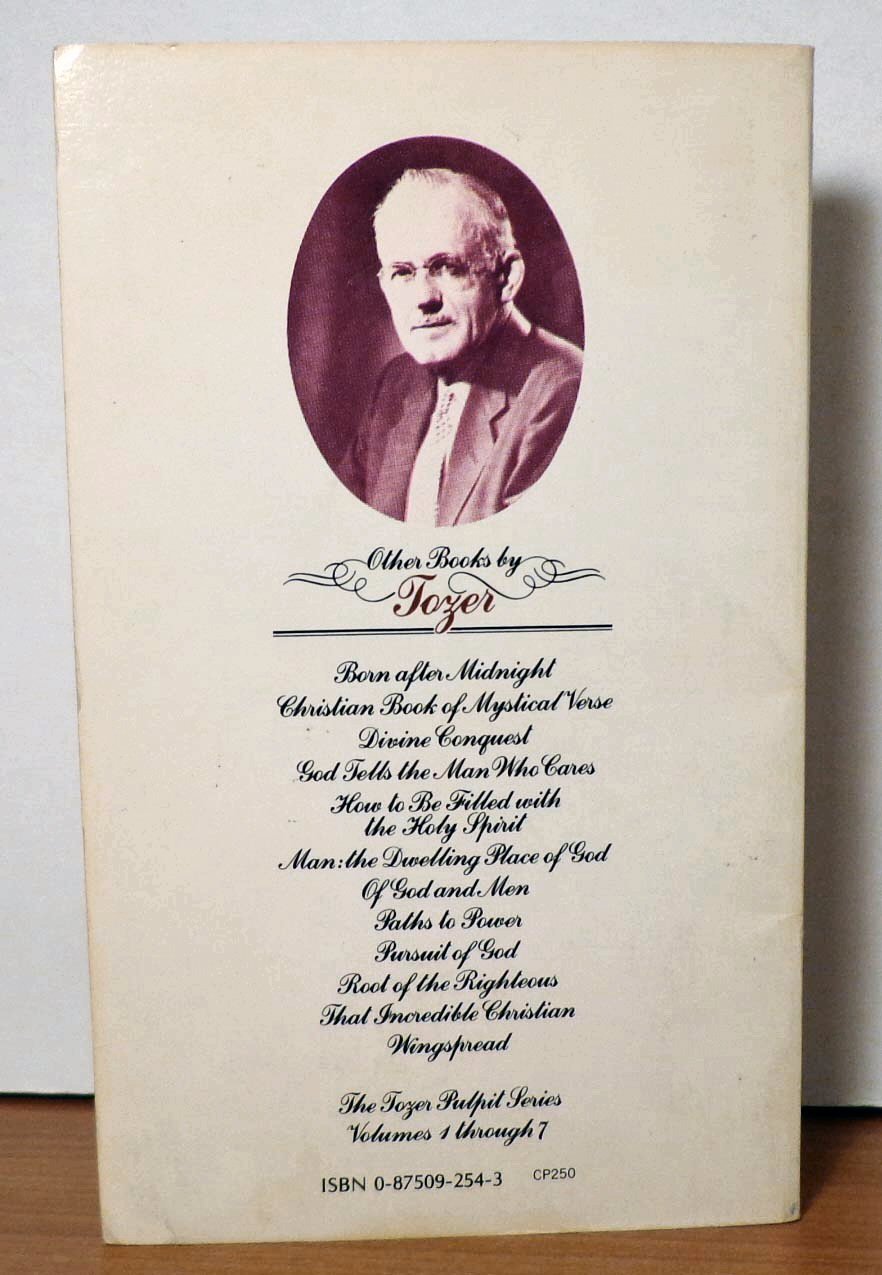 Other Books by
Tozer
Born after Midnight
Christian Book of Mystical Verse
Divine Conquest
God Tells the Man Who Cares
How to Be Filled with
the Holy Spirit
Man: the Dwelling Place of God
Of God and Men
Paths to Power
Pursuit of God
Root of the Righteous
That Incredible Christian
Wingspread
The Tozer Pulpit Series
Volumes 1 through 7
ISBN 0-87509-254-3 CP250